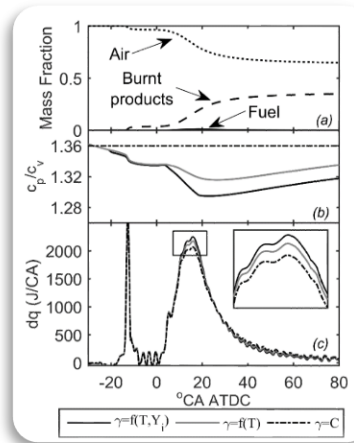 Mass Fraction
1
0.5
0
Air
Burnt
products
Fuel
(a)
c_p/c_v
1.36
1.32
1.28
(b)
dq (J/CA)
2000
1500
1000
500
0
(c)
-20 0 20 40 60 80
°CA ATDC
γ=f(T,Y_i) γ=f(T) γ=C